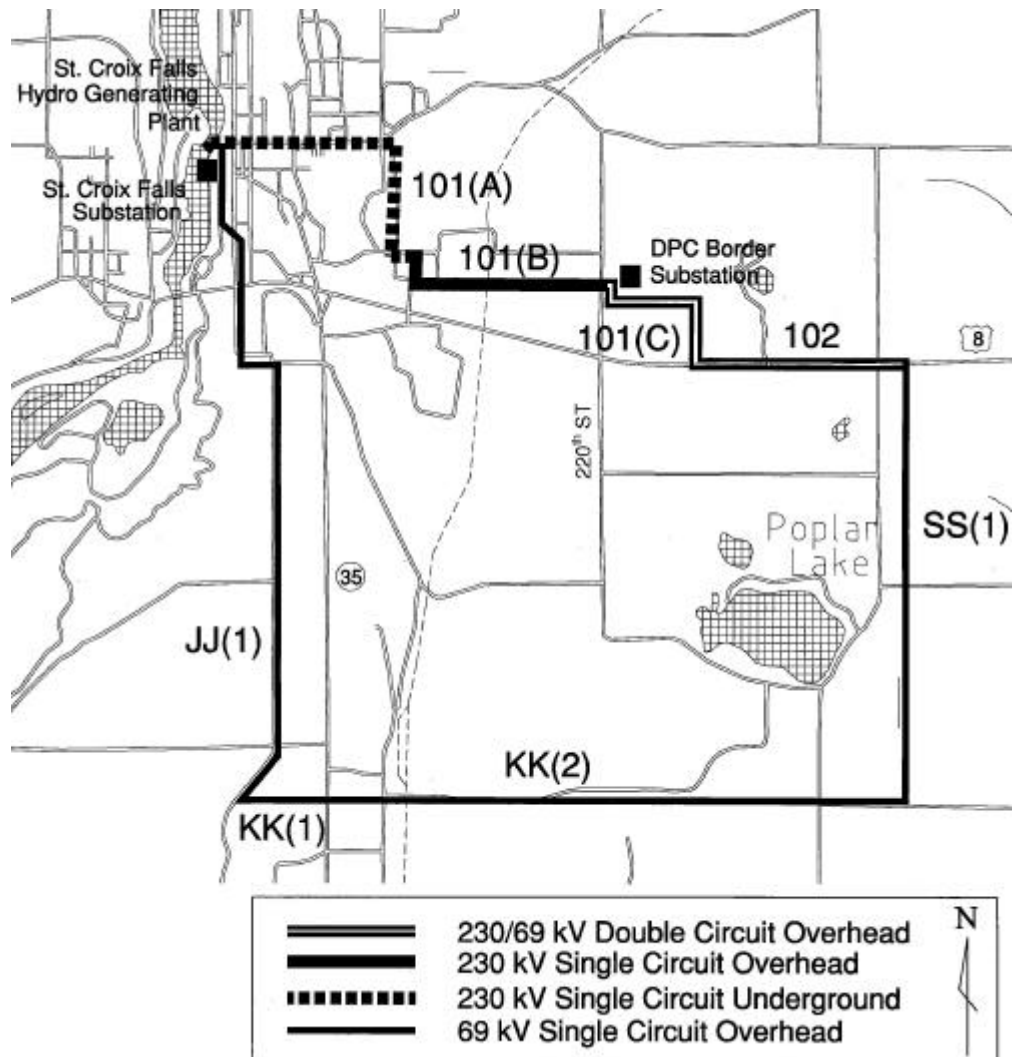 St. Croix Falls
Hydro Generating
Plant
St. Croix Falls
Substation
101(A)
101(B)
DPC Border
Substation
101(C)
102
8
220th ST
Poplar
Lake
SS(1)
35
JJ(1)
KK(2)
KK(1)
230/69 kV Double Circuit Overhead
230 kV Single Circuit Overhead
230 kV Single Circuit Underground
69 kV Single Circuit Overhead
N